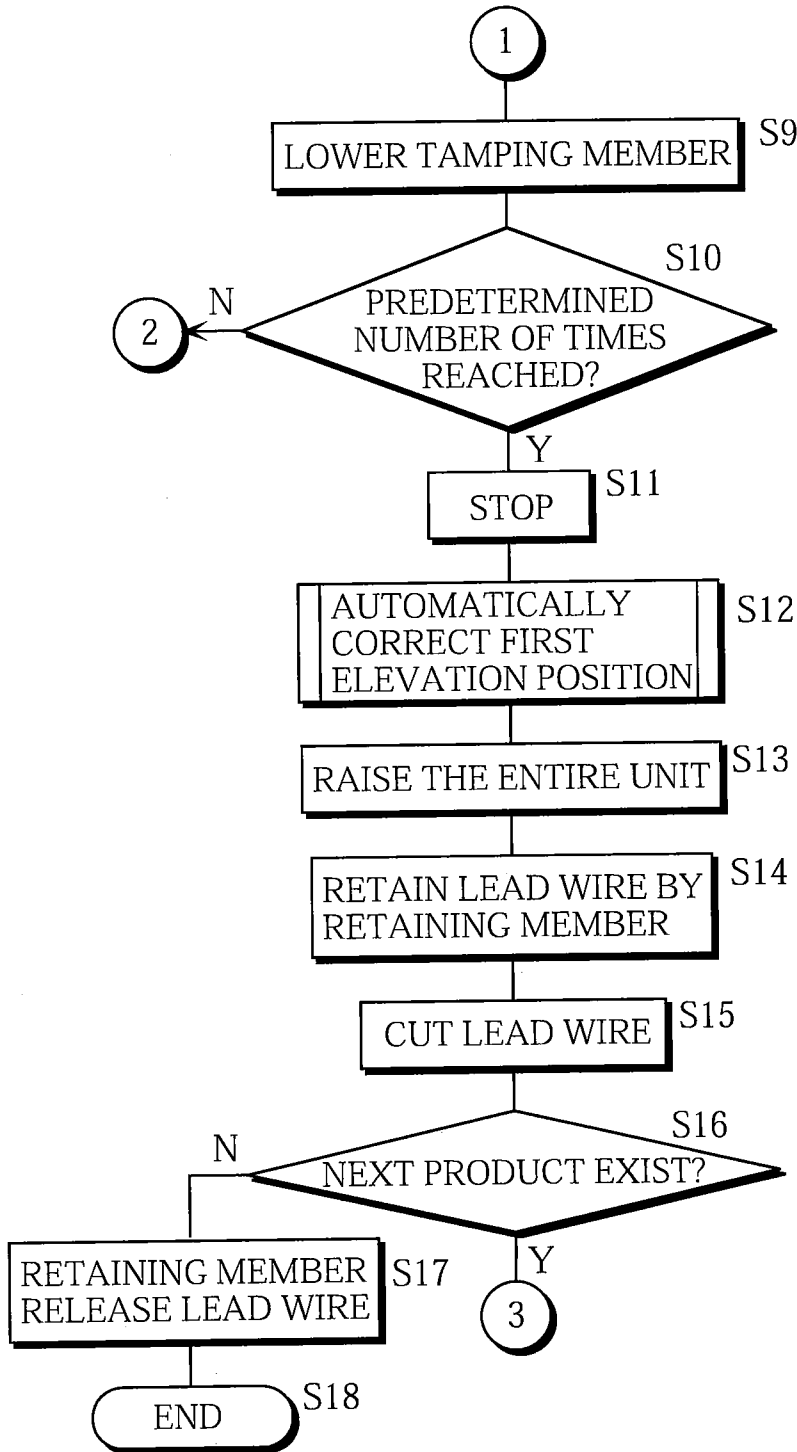 1
LOWER TAMPING MEMBER
S9
S10
PREDETERMINED
NUMBER OF TIMES
REACHED?
N
2
Y
STOP
S11
AUTOMATICALLY
CORRECT FIRST
ELEVATION POSITION
S12
RAISE THE ENTIRE UNIT
S13
RETAIN LEAD WIRE BY
RETAINING MEMBER
S14
CUT LEAD WIRE
S15
S16
NEXT PRODUCT EXIST?
N
Y
3
RETAINING MEMBER
RELEASE LEAD WIRE
S17
END
S18